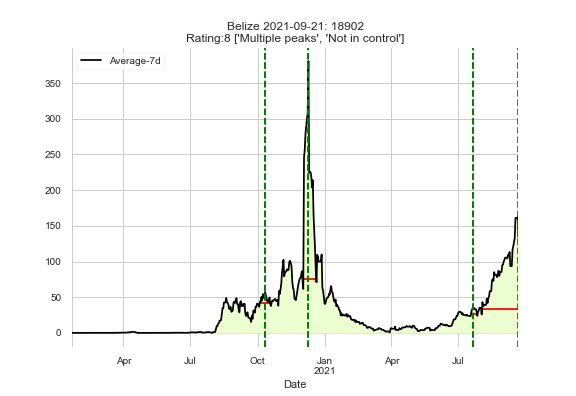 Belize 2021-09-21: 18902
Rating:8 ['Multiple peaks', 'Not in control']
Average-7d
350
300
250
200
150
100
50
0
Apr Jul Oct Jan Apr Jul
2021
Date